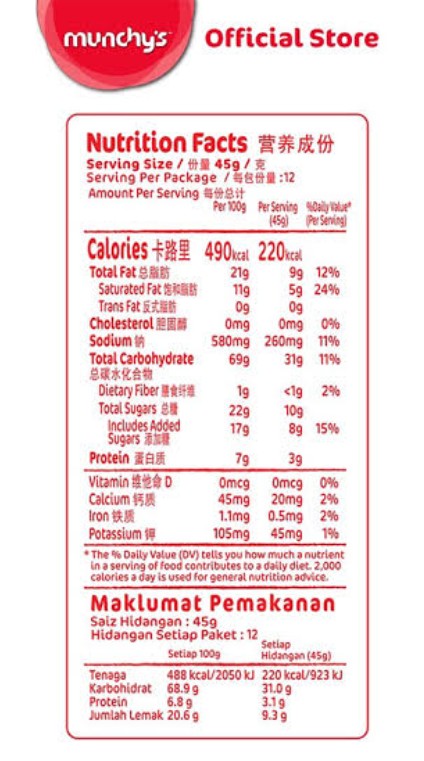 munchy's Official Store
Nutrition Facts 营养成份
Serving Size / 份量 45g / 克
Serving Per Package / 每包份量 :12
Amount Per Serving 每份总计
Per 100g Per Serving (45g) %Daily Value* (Per Serving)
Calories 卡路里 490kcal 220kcal
Total Fat 总脂肪 21g 9g 12%
Saturated Fat 饱和脂肪 11g 5g 24%
Trans Fat 反式脂肪 0g 0g
Cholesterol 胆固醇 0mg 0mg 0%
Sodium 钠 580mg 260mg 11%
Total Carbohydrate 69g 31g 11%
总碳水化合物
Dietary Fiber 膳食纤维 1g <1g 2%
Total Sugars 总糖 22g 10g
Includes Added 17g 8g 15%
Sugars 添加糖
Protein 蛋白质 7g 3g
Vitamin 维他命 D 0mcg 0mcg 0%
Calcium 钙质 45mg 20mg 2%
Iron 铁质 1.1mg 0.5mg 2%
Potassium 钾 105mg 45mg 1%
* The % Daily Value (DV) tells you how much a nutrient
in a serving of food contributes to a daily diet. 2,000
calories a day is used for general nutrition advice.
Maklumat Pemakanan
Saiz Hidangan : 45g
Hidangan Setiap Paket : 12
Setiap 100g Setiap Hidangan (45g)
Tenaga 488 kcal/2050 kJ 220 kcal/923 kJ
Karbohidrat 68.9 g 31.0 g
Protein 6.8 g 3.1 g
Jumlah Lemak 20.6 g 9.3 g